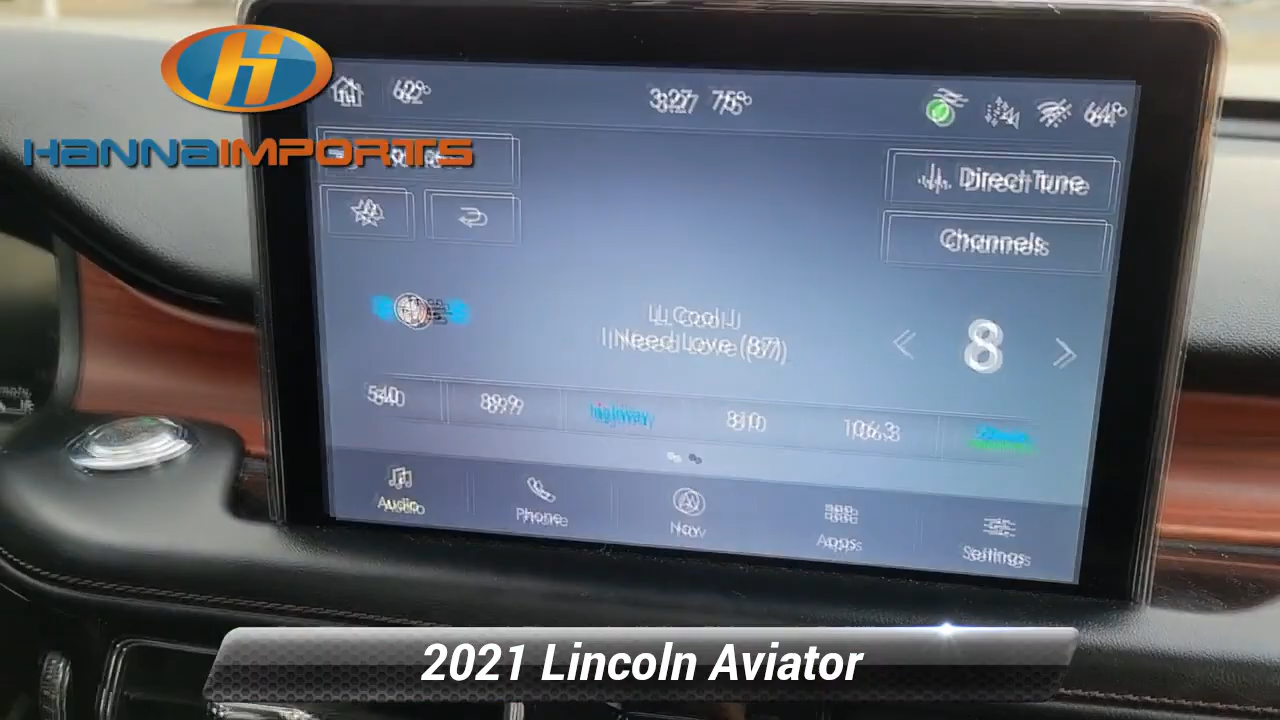 HANNAIMPORTS
62°
3:27 75°
64°
Direct Tune
Channels
LL Cool J
I Need Love (87)
8
540
89.9
highway
810
106.3
Audio
Phone
Nav
Apps
Settings
2021 Lincoln Aviator